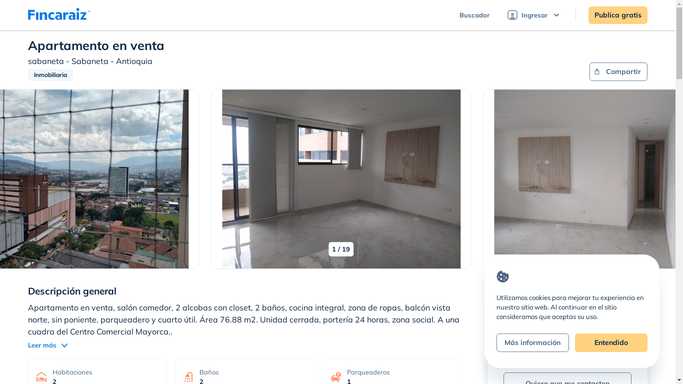 Fincaraiz
Buscador
Ingresar
Publica gratis
Apartamento en venta
sabaneta - Sabaneta - Antioquia
Inmobiliaria
Compartir
1 / 19
Descripción general
Apartamento en venta, salón comedor, 2 alcobas con closet, 2 baños, cocina integral, zona de ropas, balcón vista
norte, sin poniente. parqueadero y cuarto útil. Área 76.88 m2. Unidad cerrada, portería 24 horas, zona social. A una
cuadra del Centro Comercial Mayorca,.
Leer más
Habitaciones
2
Baños
2
Parqueaderos
1
Utilizamos cookies para mejorar tu experiencia en
nuestro sitio web. Al continuar en el sitio
consideramos que aceptas su uso.
Más información
Entendido
Quiero que me contacten